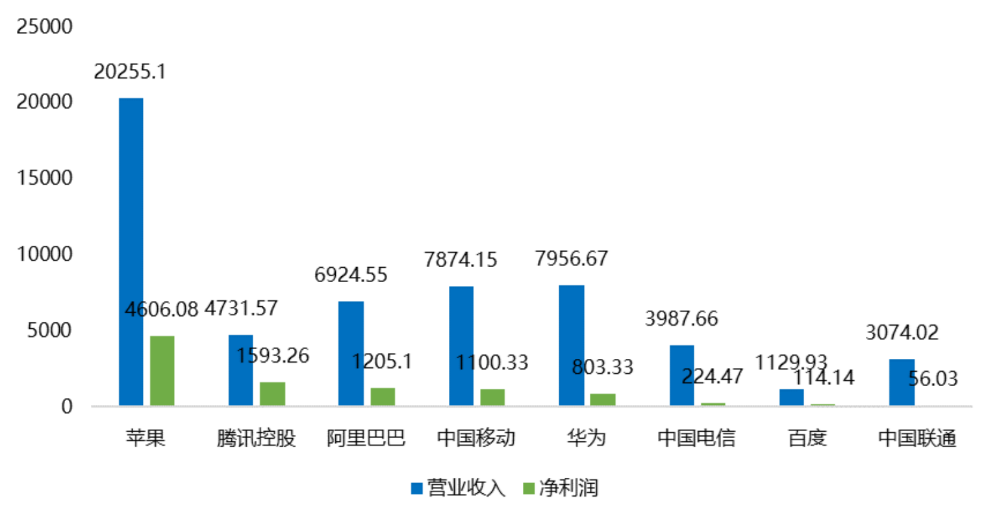 25000
20000
15000
10000
5000
0
20255.1
4606.08
4731.57
1593.26
6924.55
1205.1
7874.15
1100.33
7956.67
803.33
3987.66
224.47
1129.93
114.14
3074.02
56.03
苹果
腾讯控股
阿里巴巴
中国移动
华为
中国电信
百度
中国联通
营业收入
净利润